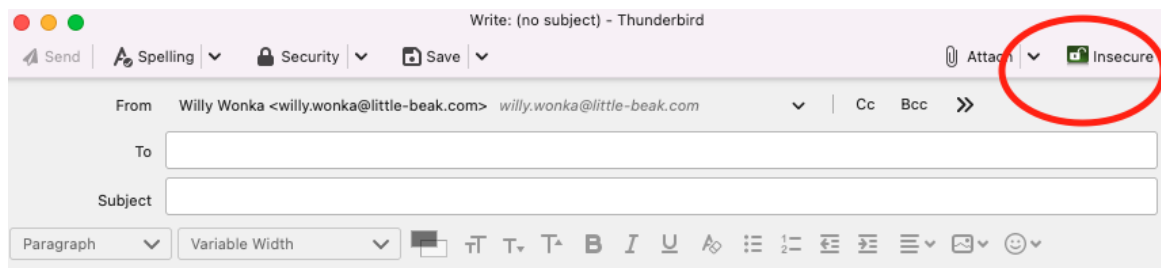 Write: (no subject) - Thunderbird
Send Spelling Security Save Attach Insecure
From Willy Wonka <willy.wonka@little-beak.com> willy.wonka@little-beak.com Cc Bcc
To
Subject
Paragraph Variable Width